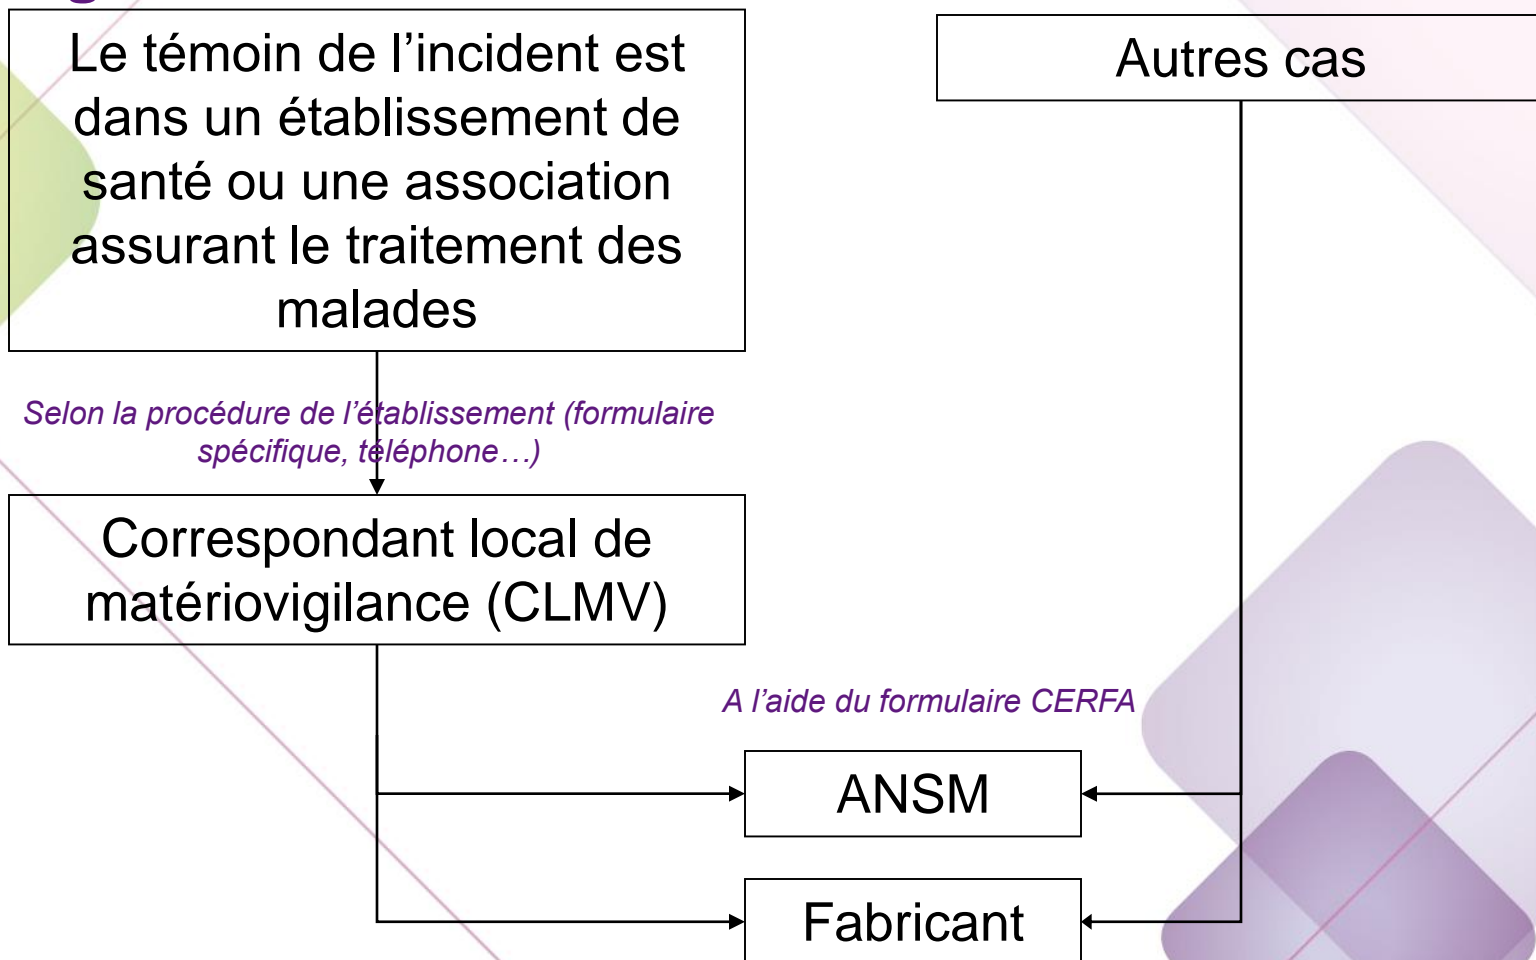 Le témoin de l’incident est
dans un établissement de
santé ou une association
assurant le traitement des
malades
Autres cas
Selon la procédure de l’établissement (formulaire
spécifique, téléphone…)
Correspondant local de
matériovigilance (CLMV)
A l’aide du formulaire CERFA
ANSM
Fabricant